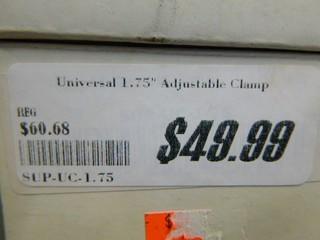 Universal 1.75" Adjustable Clamp
REG
$60.68
$49.99
SUP-UC-1.75
$